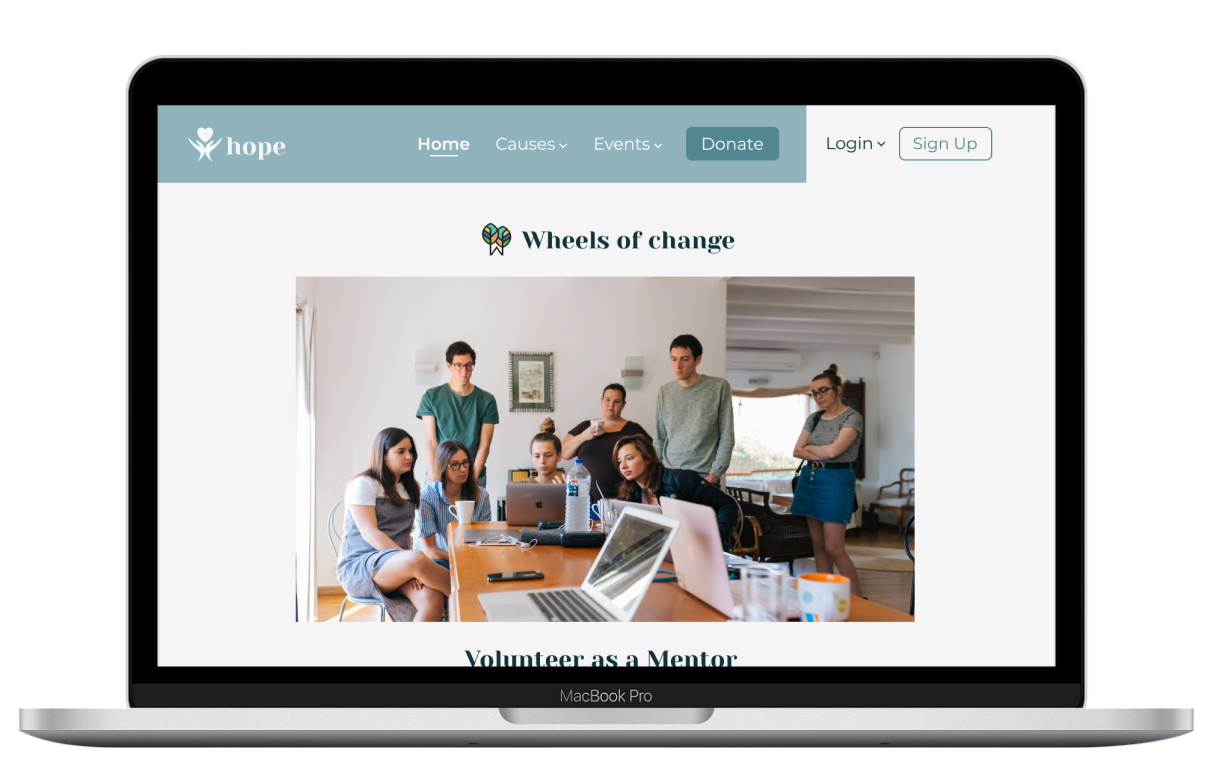 hope
Home Causes Events Donate Login Sign Up
Wheels of change
Volunteer as a Mentor
MacBook Pro